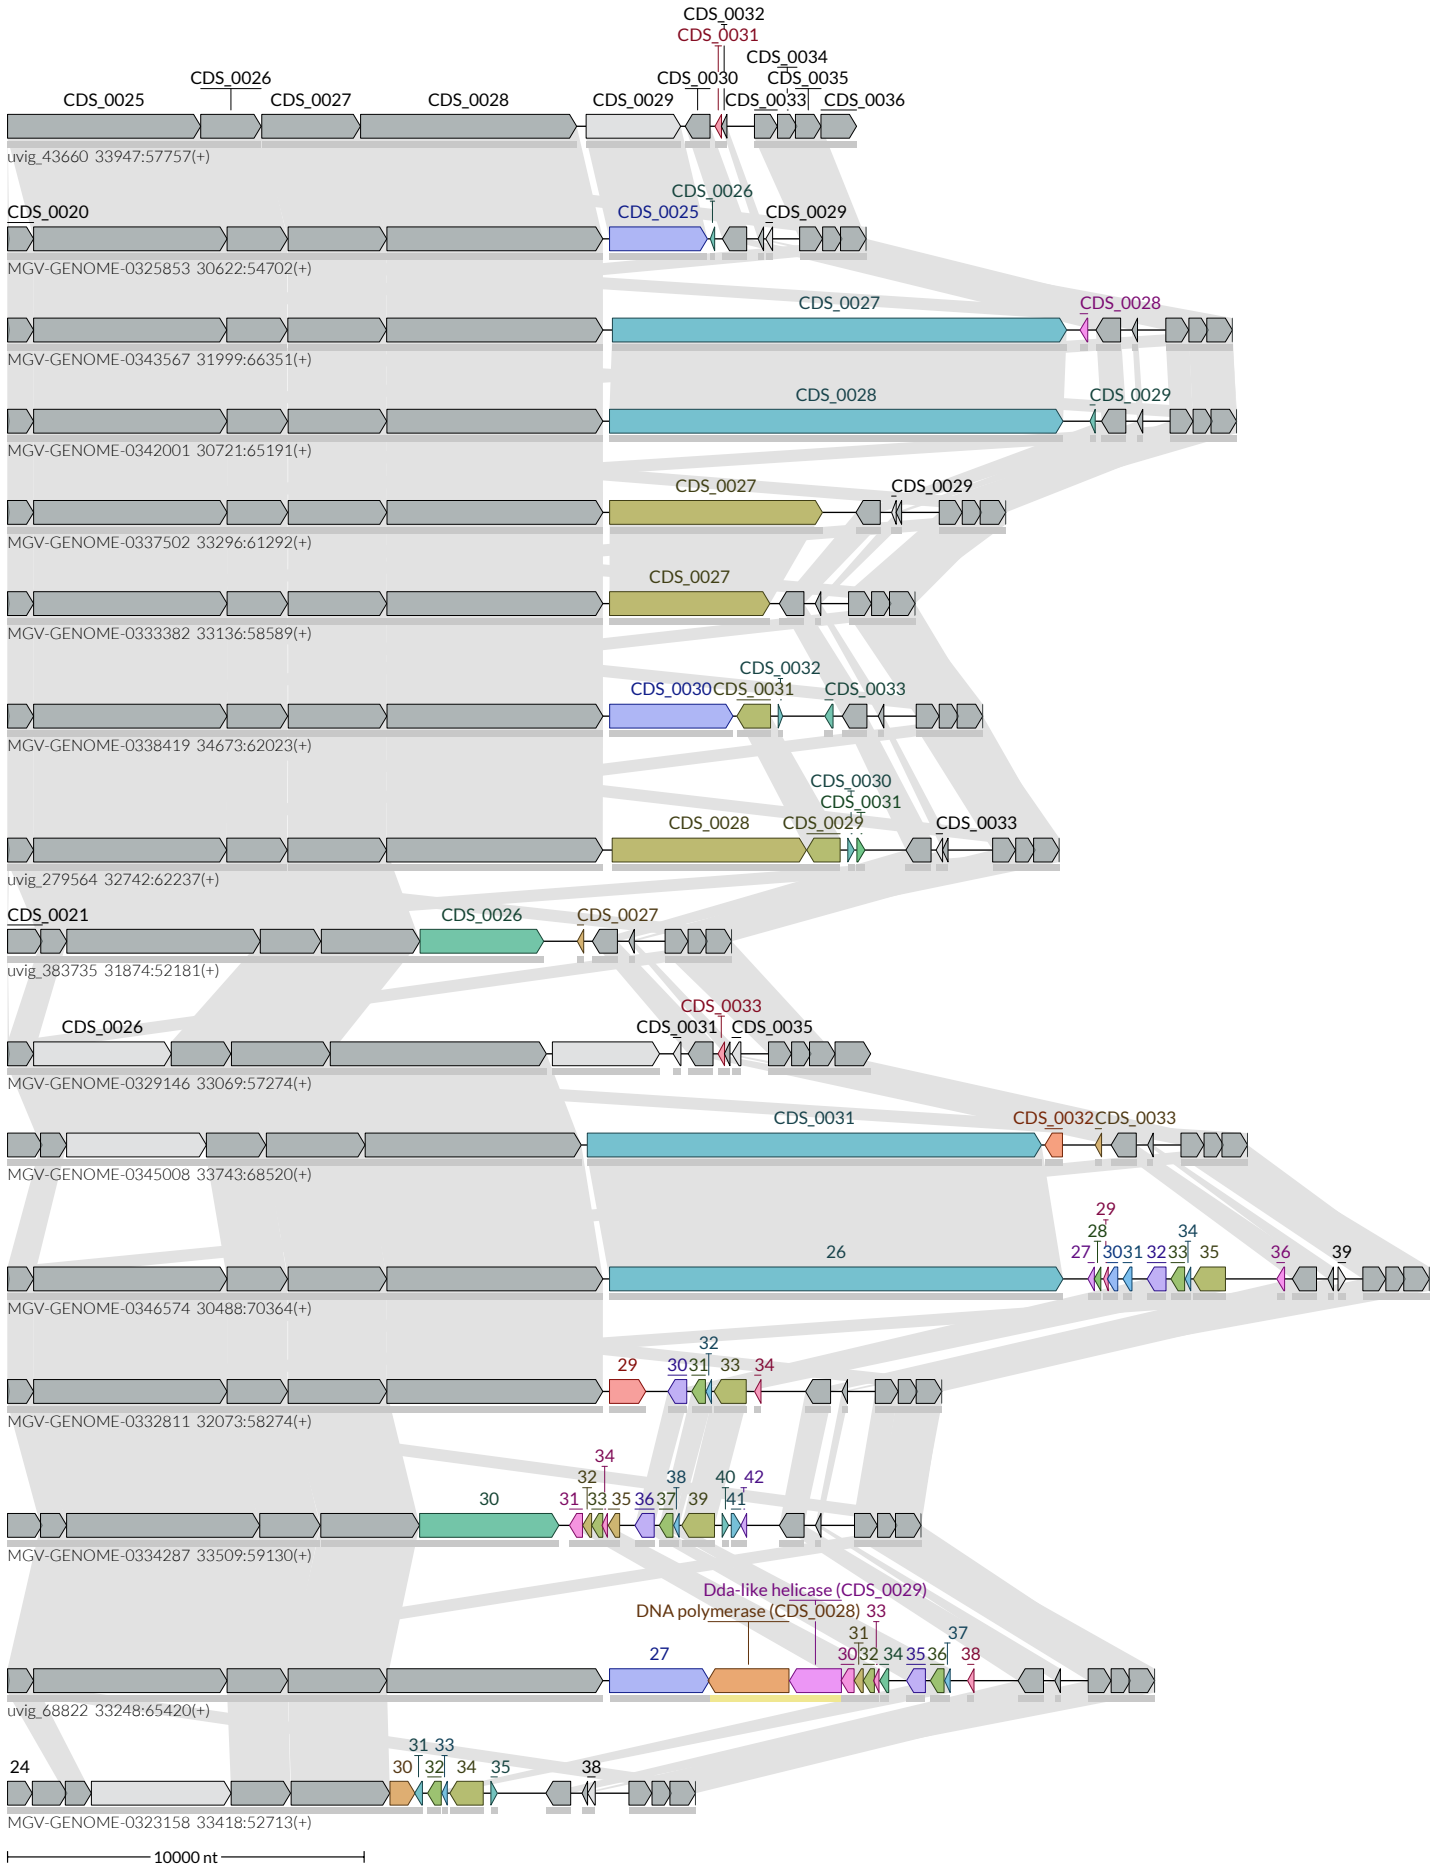 CDS_0032
CDS_0031
CDS_0034
CDS_0026 CDS_0030 CDS_0035
CDS_0025 CDS_0027 CDS_0028 CDS_0029 CDS_0033 CDS_0036
uvig_43660 33947:57757(+)
CDS_0026
CDS_0020 CDS_0025 CDS_0029
MGV-GENOME-0325853 30622:54702(+)
CDS_0027 CDS_0028
MGV-GENOME-0343567 31999:66351(+)
CDS_0028 CDS_0029
MGV-GENOME-0342001 30721:65191(+)
CDS_0027 CDS_0029
MGV-GENOME-0337502 33296:61292(+)
CDS_0027
MGV-GENOME-0333382 33136:58589(+)
CDS_0032
CDS_0030 CDS_0031 CDS_0033
MGV-GENOME-0338419 34673:62023(+)
CDS_0030
CDS_0031
CDS_0028 CDS_0029 CDS_0033
uvig_279564 32742:62237(+)
CDS_0021 CDS_0026 CDS_0027
uvig_383735 31874:52181(+)
CDS_0033
CDS_0026 CDS_0031 CDS_0035
MGV-GENOME-0329146 33069:57274(+)
CDS_0031 CDS_0032 CDS_0033
MGV-GENOME-0345008 33743:68520(+)
29
28 34
26 27 30 31 32 33 35 36 39
MGV-GENOME-0346574 30488:70364(+)
32
29 30 31 33 34
MGV-GENOME-0332811 32073:58274(+)
34
32 38 40 42
30 31 33 35 36 37 39 41
MGV-GENOME-0334287 33509:59130(+)
Dda-like helicase (CDS_0029)
DNA polymerase (CDS_0028) 33
31 37
27 30 32 34 35 36 38
uvig_68822 33248:65420(+)
31 33
24 30 32 34 35 38
MGV-GENOME-0323158 33418:52713(+)
10000 nt